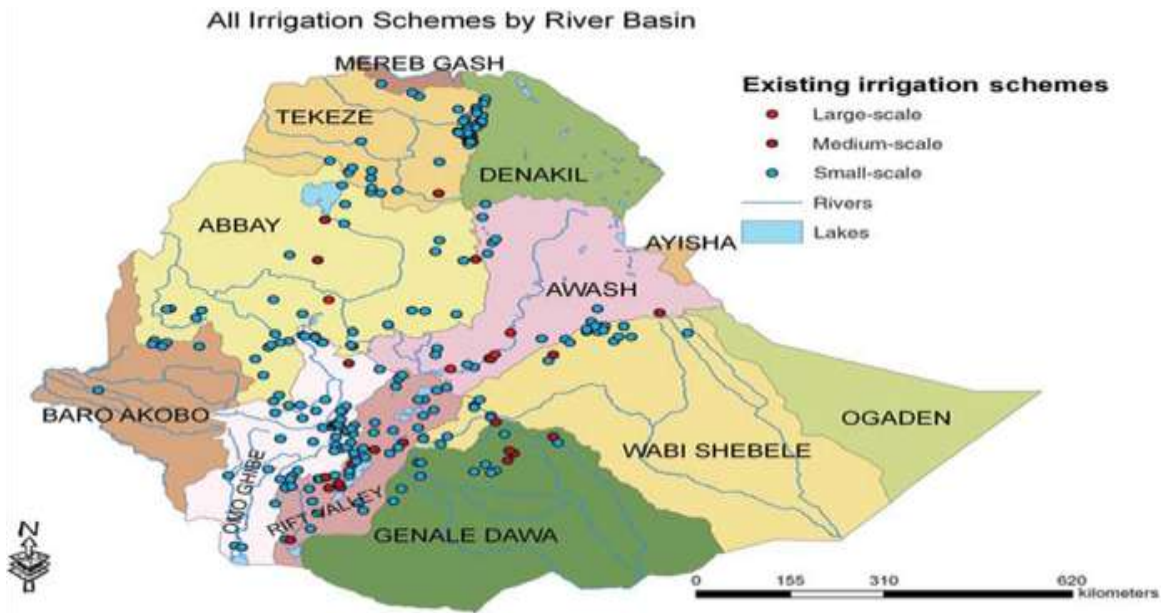 All Irrigation Schemes by River Basin
MEREB GASH
TEKEZE
DENAKIL
ABBAY
AYISHA
AWASH
BARO AKOBO
OGADEN
WABI SHEBELE
OMO GHIBE
RIFT VALLEY
GENALE DAWA
Existing irrigation schemes
Large-scale
Medium-scale
Small-scale
Rivers
Lakes
N
0 155 310 620
kilometers